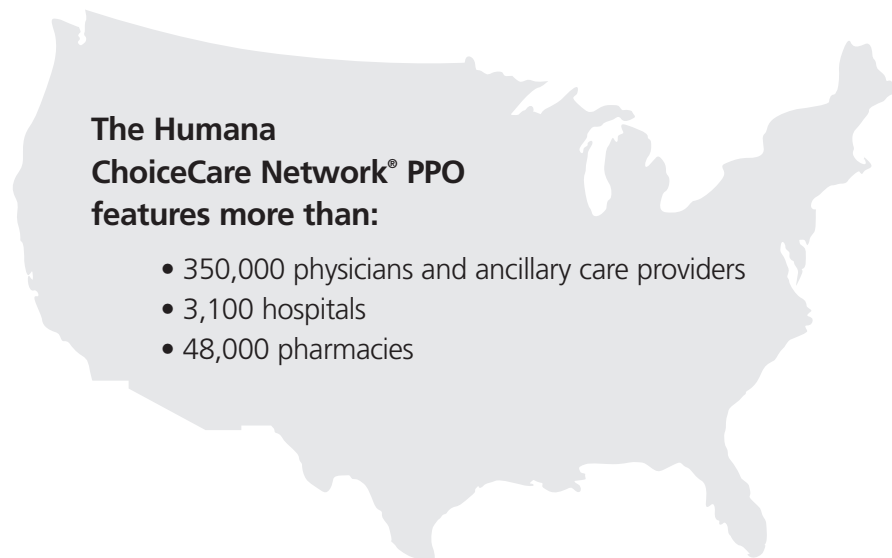 The Humana
ChoiceCare Network® PPO
features more than:
• 350,000 physicians and ancillary care providers
• 3,100 hospitals
• 48,000 pharmacies